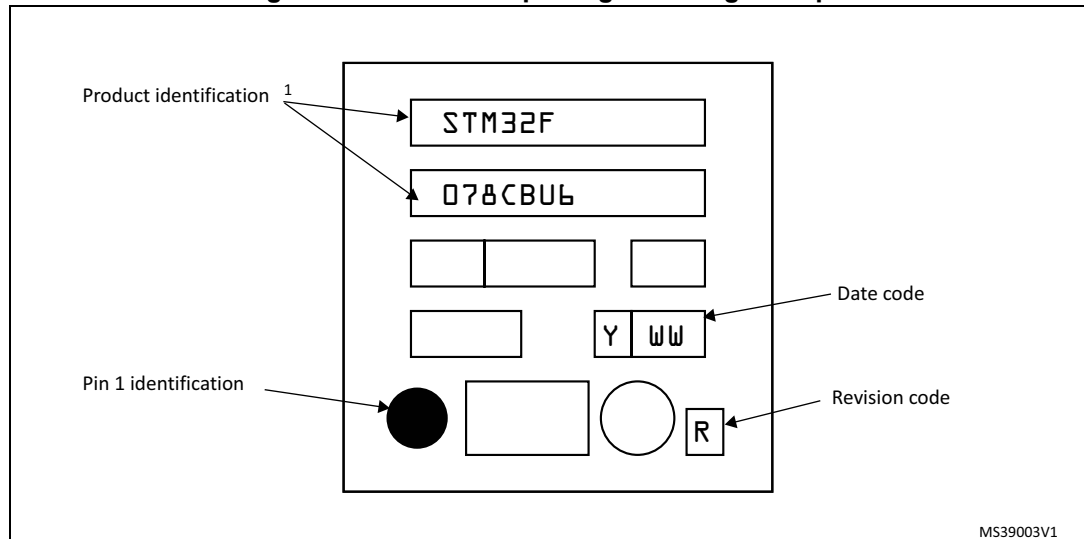 Product identification 1
STM32F
078CBU6
Date code
Y WW
Pin 1 identification
Revision code
R
MS39003V1